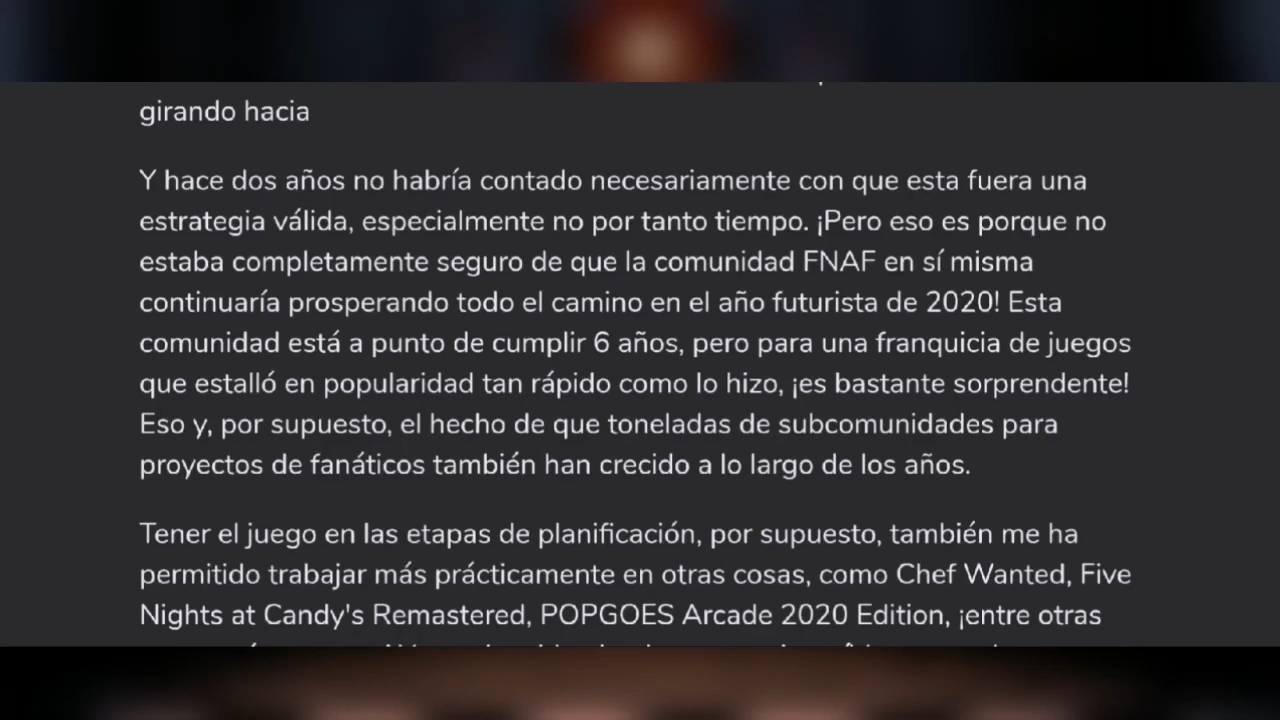 girando hacia
Y hace dos años no habría contado necesariamente con que esta fuera una
estrategia válida, especialmente no por tanto tiempo. ¡Pero eso es porque no
estaba completamente seguro de que la comunidad FNAF en sí misma
continuaría prosperando todo el camino en el año futurista de 2020! Esta
comunidad está a punto de cumplir 6 años, pero para una franquicia de juegos
que estalló en popularidad tan rápido como lo hizo, ¡es bastante sorprendente!
Eso y, por supuesto, el hecho de que toneladas de subcomunidades para
proyectos de fanáticos también han crecido a lo largo de los años.
Tener el juego en las etapas de planificación, por supuesto, también me ha
permitido trabajar más prácticamente en otras cosas, como Chef Wanted, Five
Nights at Candy's Remastered, POPGOES Arcade 2020 Edition, ¡entre otras